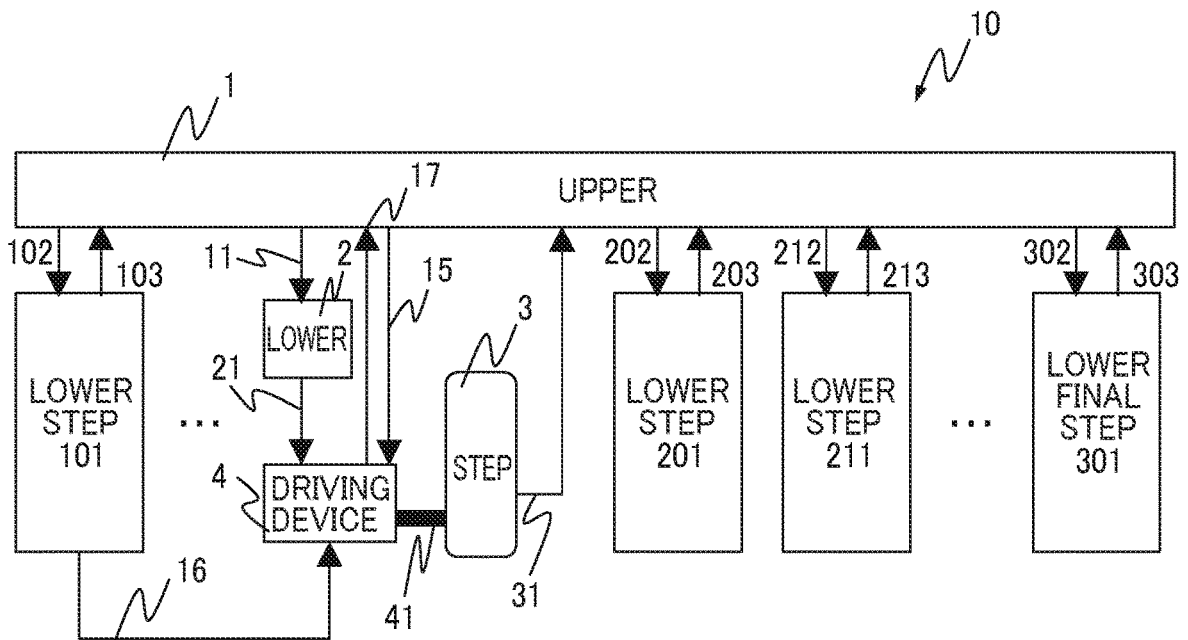 10
1
UPPER
17
102
103
11
2
15
202
203
212
213
302
303
3
LOWER
21
LOWER
STEP
101
...
STEP
LOWER
STEP
201
LOWER
STEP
211
...
LOWER
FINAL
STEP
301
4
DRIVING
DEVICE
16
41
31